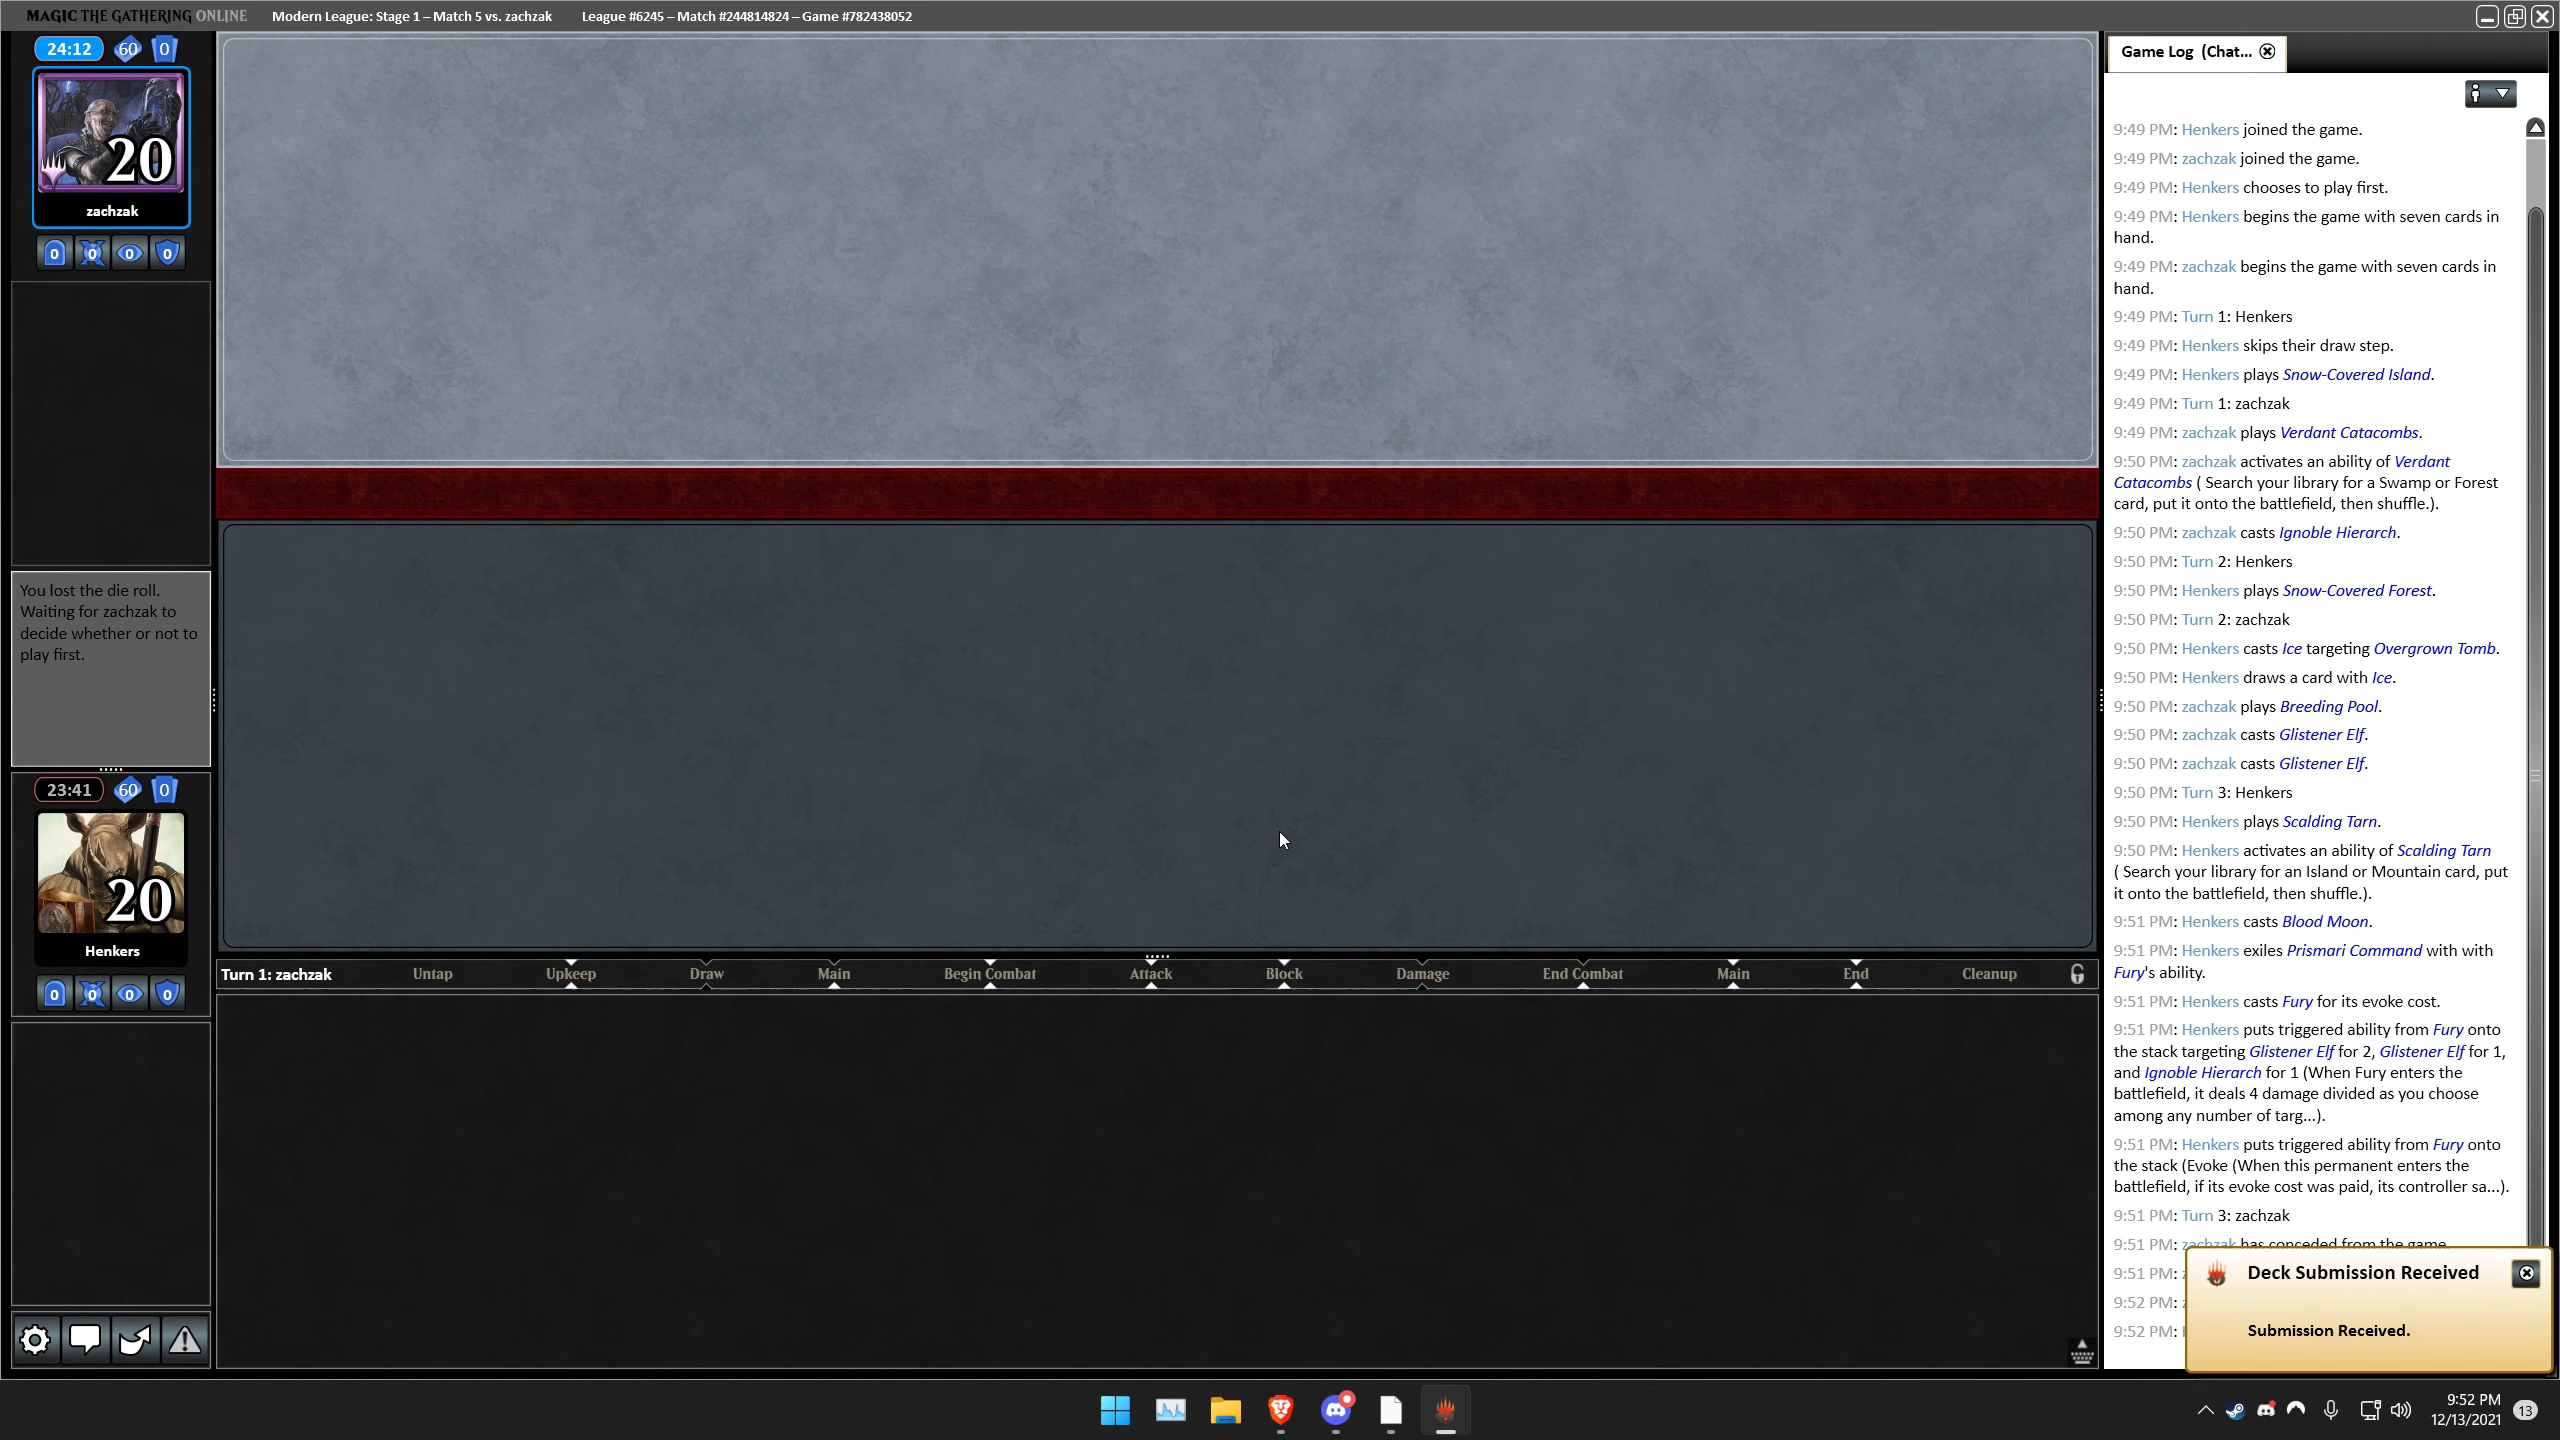 MAGIC THE GATHERING ONLINE Modern League: Stage 1 – Match 5 vs. zachzak League #6245 – Match #244814824 – Game #782438052
24:12 60 0
20
zachzak
0 0 0 0
You lost the die roll.
Waiting for zachzak to
decide whether or not to
play first.
23:41 60 0
20
Henkers
0 0 0 0
Turn 1: zachzak Untap Upkeep Draw Main Begin Combat Attack Block Damage End Combat Main End Cleanup
Game Log (Chat...
9:49 PM: Henkers joined the game.
9:49 PM: zachzak joined the game.
9:49 PM: Henkers chooses to play first.
9:49 PM: Henkers begins the game with seven cards in
hand.
9:49 PM: zachzak begins the game with seven cards in
hand.
9:49 PM: Turn 1: Henkers
9:49 PM: Henkers skips their draw step.
9:49 PM: Henkers plays Snow-Covered Island.
9:49 PM: Turn 1: zachzak
9:49 PM: zachzak plays Verdant Catacombs.
9:50 PM: zachzak activates an ability of Verdant
Catacombs ( Search your library for a Swamp or Forest
card, put it onto the battlefield, then shuffle.).
9:50 PM: zachzak casts Ignoble Hierarch.
9:50 PM: Turn 2: Henkers
9:50 PM: Henkers plays Snow-Covered Forest.
9:50 PM: Turn 2: zachzak
9:50 PM: Henkers casts Ice targeting Overgrown Tomb.
9:50 PM: Henkers draws a card with Ice.
9:50 PM: zachzak plays Breeding Pool.
9:50 PM: zachzak casts Glistener Elf.
9:50 PM: zachzak casts Glistener Elf.
9:50 PM: Turn 3: Henkers
9:50 PM: Henkers plays Scalding Tarn.
9:50 PM: Henkers activates an ability of Scalding Tarn
( Search your library for an Island or Mountain card, put
it onto the battlefield, then shuffle.).
9:51 PM: Henkers casts Blood Moon.
9:51 PM: Henkers exiles Prismari Command with with
Fury's ability.
9:51 PM: Henkers casts Fury for its evoke cost.
9:51 PM: Henkers puts triggered ability from Fury onto
the stack targeting Glistener Elf for 2, Glistener Elf for 1,
and Ignoble Hierarch for 1 (When Fury enters the
battlefield, it deals 4 damage divided as you choose
among any number of targ...).
9:51 PM: Henkers puts triggered ability from Fury onto
the stack (Evoke (When this permanent enters the
battlefield, if its evoke cost was paid, its controller sa...).
9:51 PM: Turn 3: zachzak
9:51 PM: zachzak has conceded from the game.
9:51 PM:
9:52 PM:
9:52 PM:
Deck Submission Received
Submission Received.
9:52 PM
12/13/2021
13